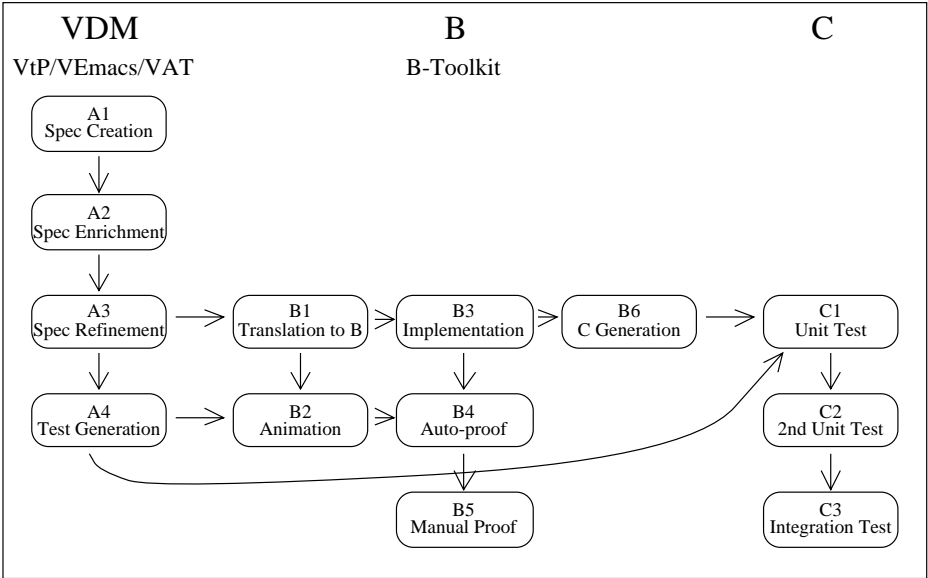 VDM
B
C
VtP/VEmacs/VAT
B-Toolkit
A1
Spec Creation
A2
Spec Enrichment
A3
Spec Refinement
B1
Translation to B
B3
Implementation
B6
C Generation
C1
Unit Test
A4
Test Generation
B2
Animation
B4
Auto-proof
C2
2nd Unit Test
B5
Manual Proof
C3
Integration Test